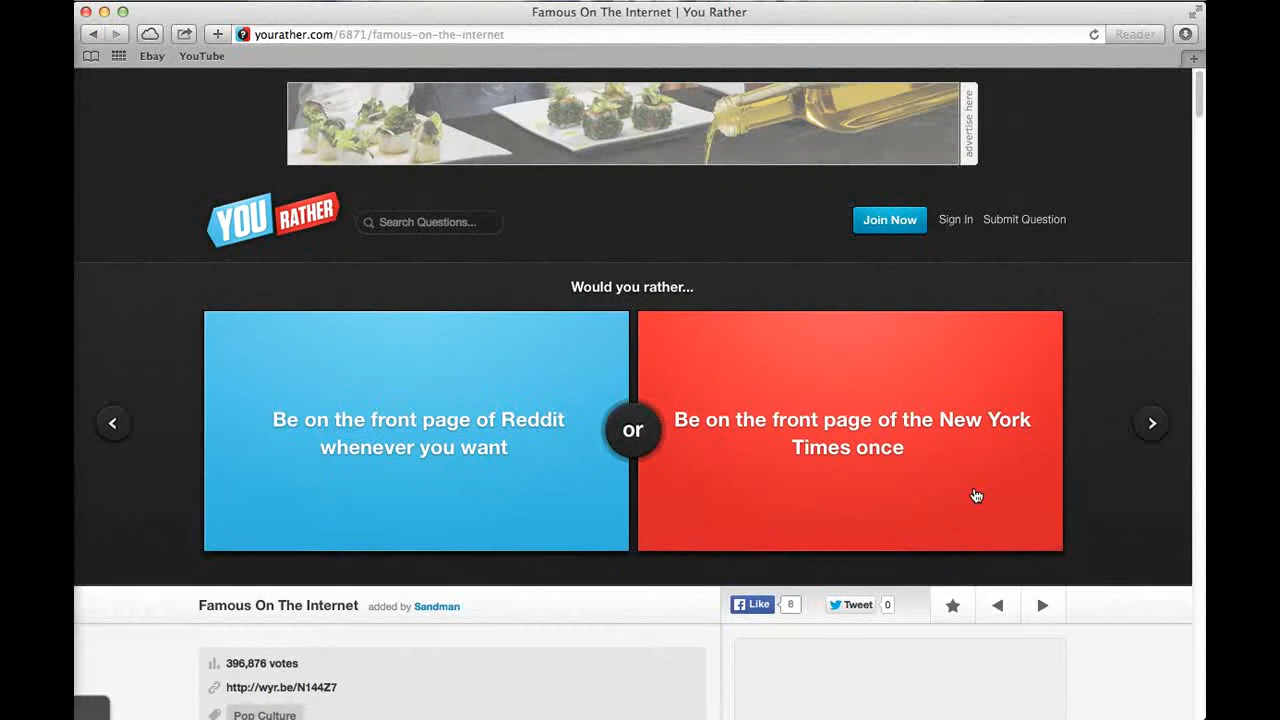 Famous On The Internet | You Rather
yourather.com/6871/famous-on-the-internet
Reader
Ebay YouTube
advertise here
YOU RATHER
Search Questions...
Join Now Sign In Submit Question
Would you rather...
Be on the front page of Reddit
whenever you want
or
Be on the front page of the New York
Times once
Famous On The Internet added by Sandman
Like 8 Tweet 0
396,876 votes
http://wyr.be/N144Z7
Pop Culture